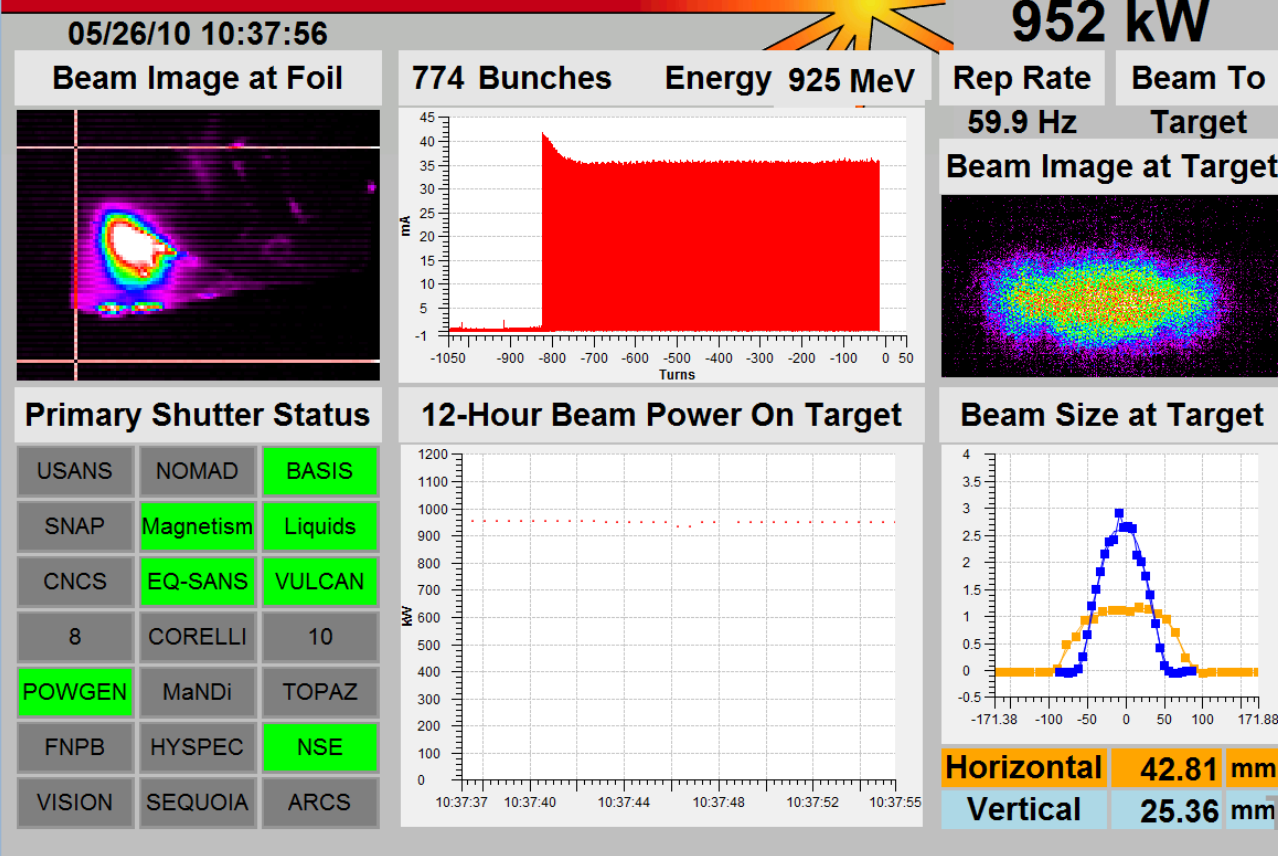 05/26/10 10:37:56
952 kW
Beam Image at Foil
774 Bunches Energy 925 MeV
Rep Rate Beam To
59.9 Hz Target
Beam Image at Target
45
40
35
30
25
20
15
10
5
-1
mA
-1050 -900 -800 -700 -600 -500 -400 -300 -200 -100 0 50
Turns
Primary Shutter Status
USANS NOMAD BASIS
SNAP Magnetism Liquids
CNCS EQ-SANS VULCAN
8 CORELLI 10
POWGEN MaNDi TOPAZ
FNPB HYSPEC NSE
VISION SEQUOIA ARCS
12-Hour Beam Power On Target
1200
1100
1000
900
800
700
600
500
400
300
200
100
0
kW
10:37:37 10:37:40 10:37:44 10:37:48 10:37:52 10:37:55
Beam Size at Target
4
3.5
3
2.5
2
1.5
1
0.5
0
-0.5
-171.38 -100 -50 0 50 100 171.88
Horizontal 42.81 mm
Vertical 25.36 mm